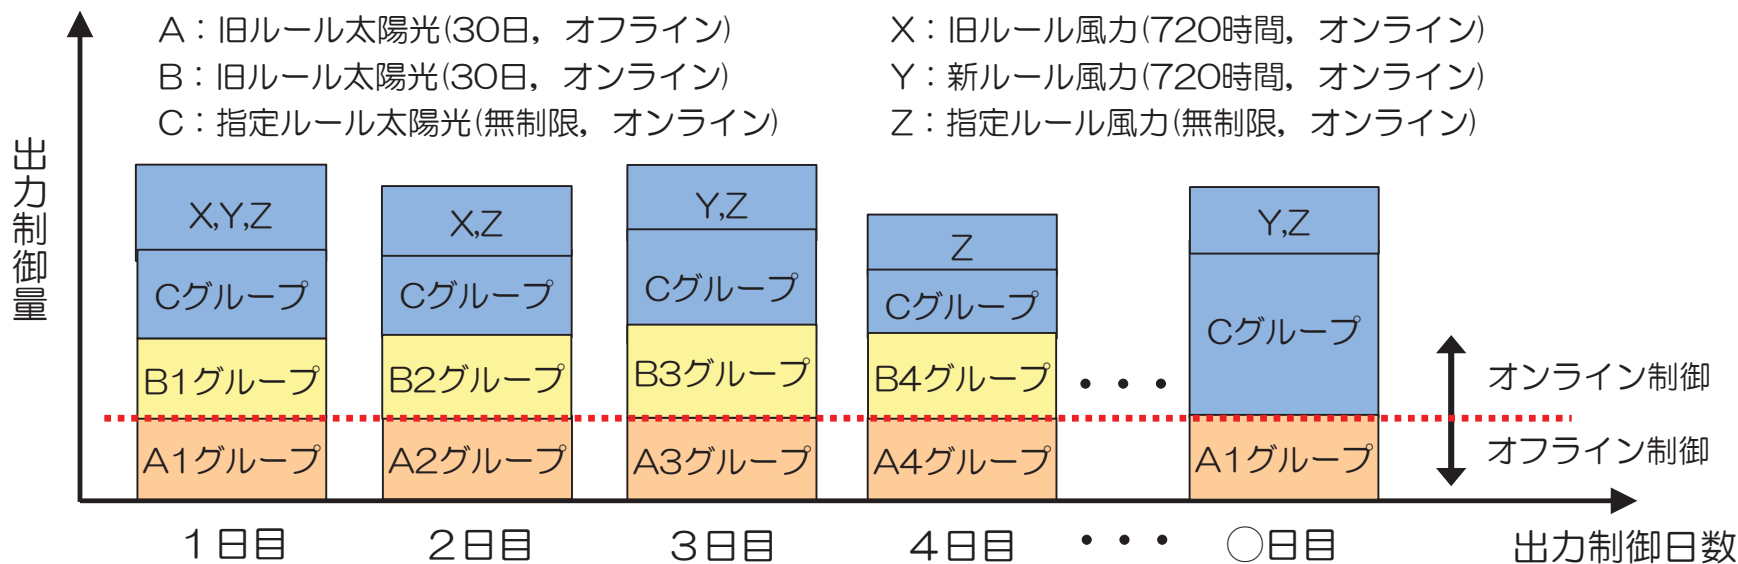 A：旧ルール太陽光(30日，オフライン)
B：旧ルール太陽光(30日，オンライン)
C：指定ルール太陽光(無制限，オンライン)
X：旧ルール風力(720時間，オンライン)
Y：新ルール風力(720時間，オンライン)
Z：指定ルール風力(無制限，オンライン)
出力制御量
X,Y,Z
Cグループ
B1グループ
A1グループ
X,Z
Cグループ
B2グループ
A2グループ
Y,Z
Cグループ
B3グループ
A3グループ
Z
Cグループ
B4グループ
A4グループ
・・・
Y,Z
Cグループ
A1グループ
オンライン制御
オフライン制御
1日目
2日目
3日目
4日目
・・・
○日目
出力制御日数